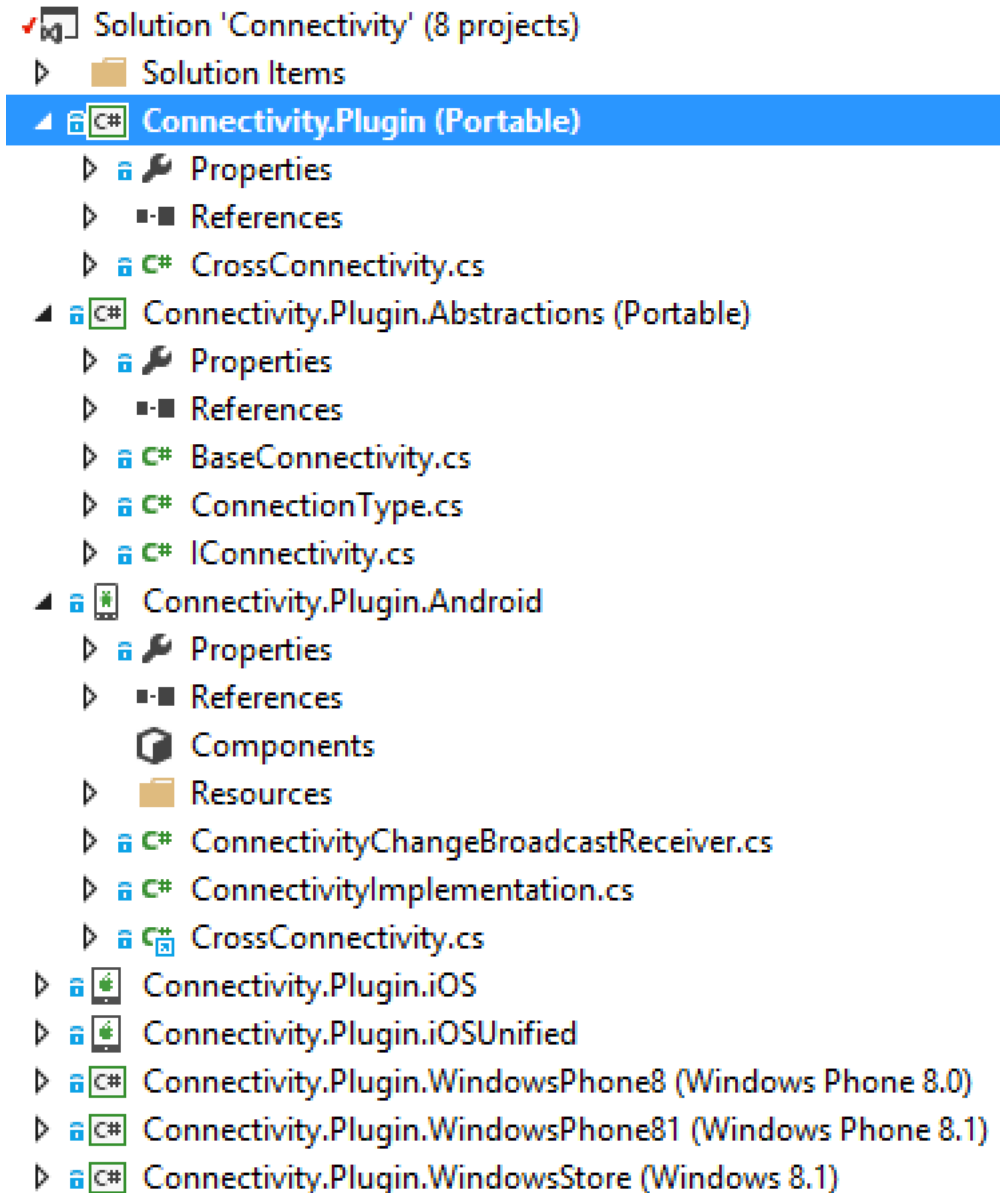 Solution 'Connectivity' (8 projects)
Solution Items
C# Connectivity.Plugin (Portable)
Properties
References
C# CrossConnectivity.cs
C# Connectivity.Plugin.Abstractions (Portable)
Properties
References
C# BaseConnectivity.cs
C# ConnectionType.cs
C# IConnectivity.cs
Connectivity.Plugin.Android
Properties
References
Components
Resources
C# ConnectivityChangeBroadcastReceiver.cs
C# ConnectivityImplementation.cs
C# CrossConnectivity.cs
Connectivity.Plugin.iOS
Connectivity.Plugin.iOSUnified
C# Connectivity.Plugin.WindowsPhone8 (Windows Phone 8.0)
C# Connectivity.Plugin.WindowsPhone81 (Windows Phone 8.1)
C# Connectivity.Plugin.WindowsStore (Windows 8.1)